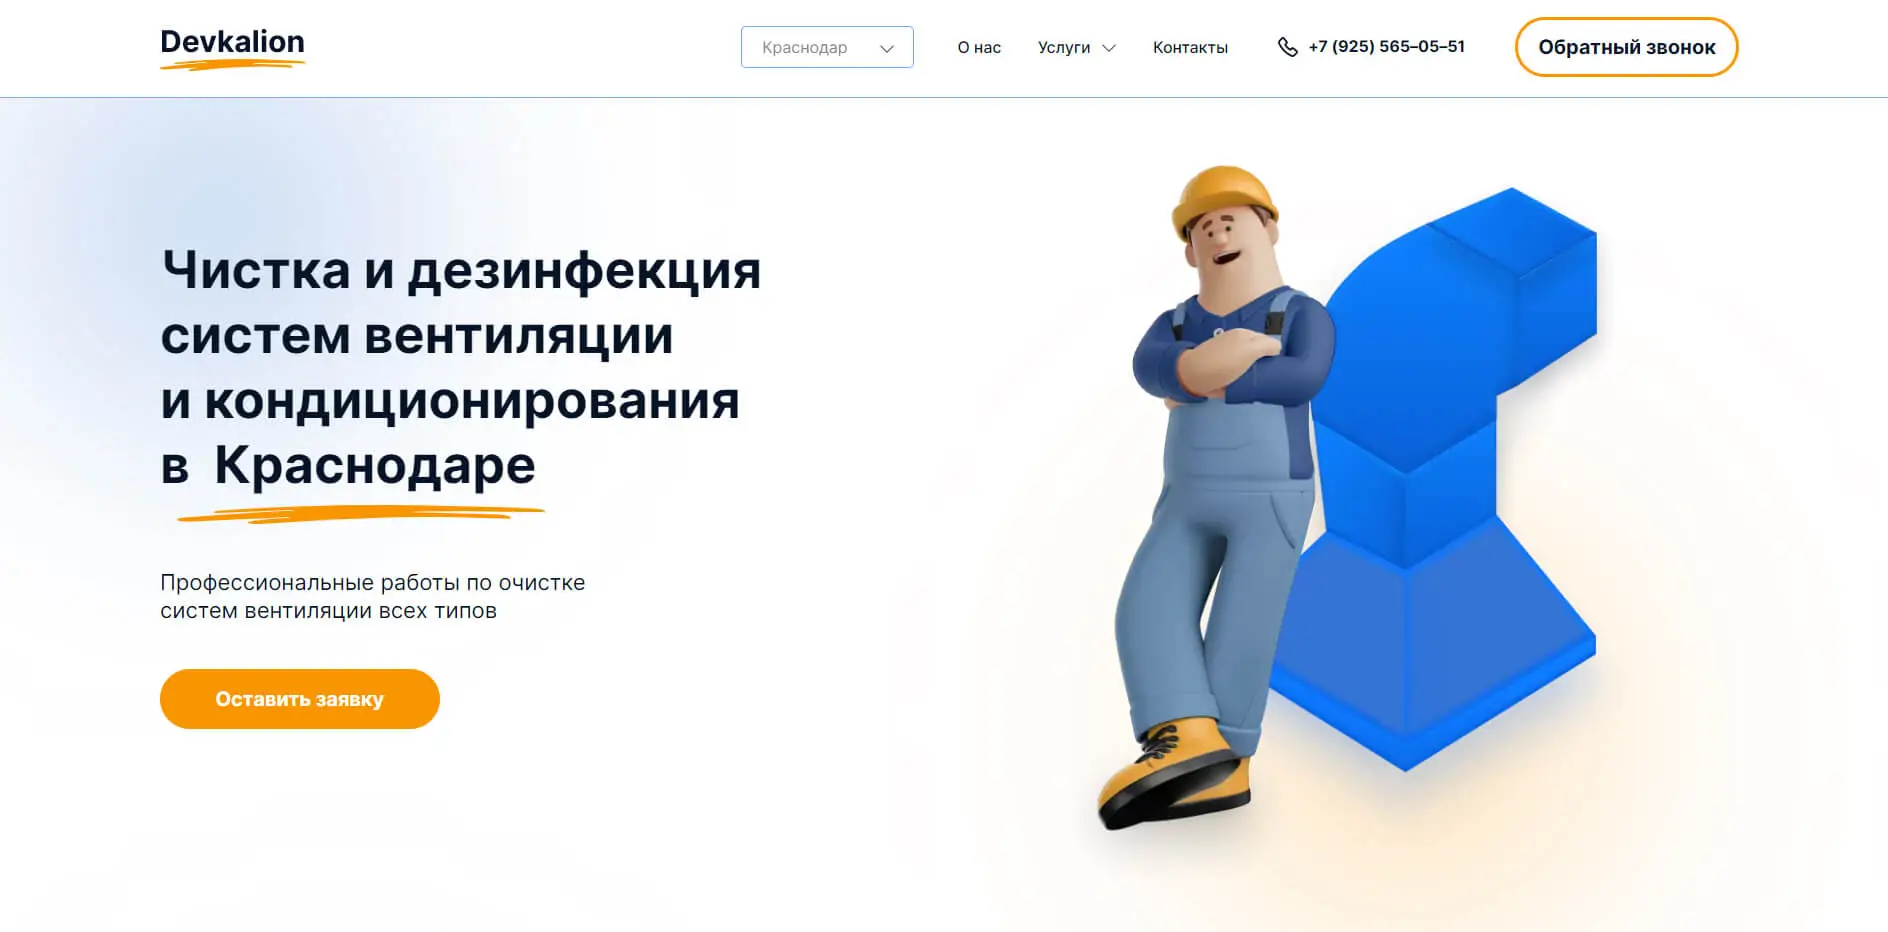 Devkalion
Краснодар
О нас
Услуги
Контакты
+7 (925) 565–05–51
Обратный звонок
Чистка и дезинфекция
систем вентиляции
и кондиционирования
в Краснодаре
Профессиональные работы по очистке
систем вентиляции всех типов
Оставить заявку